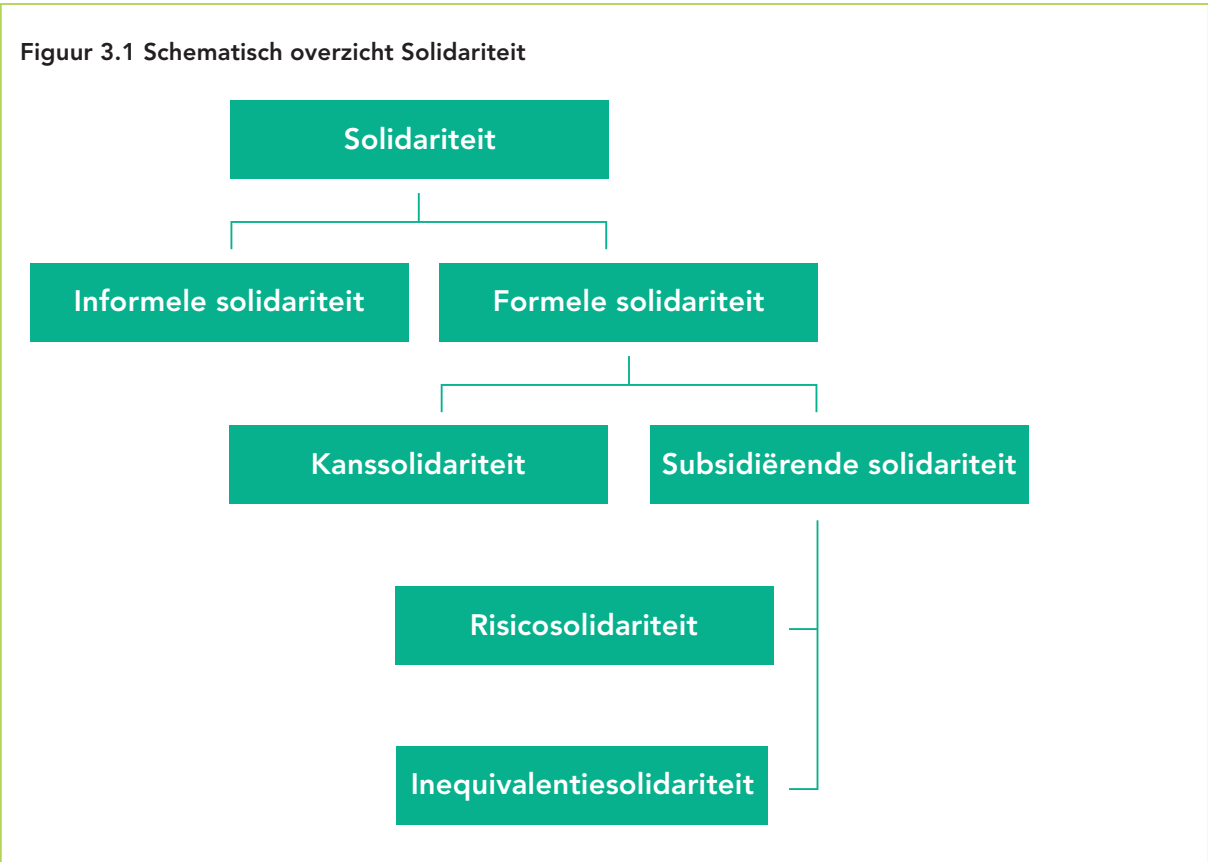 Figuur 3.1 Schematisch overzicht Solidariteit
Solidariteit
Informele solidariteit
Formele solidariteit
Kanssolidariteit
Subsidiërende solidariteit
Risicosolidariteit
Inequivalentiesolidariteit